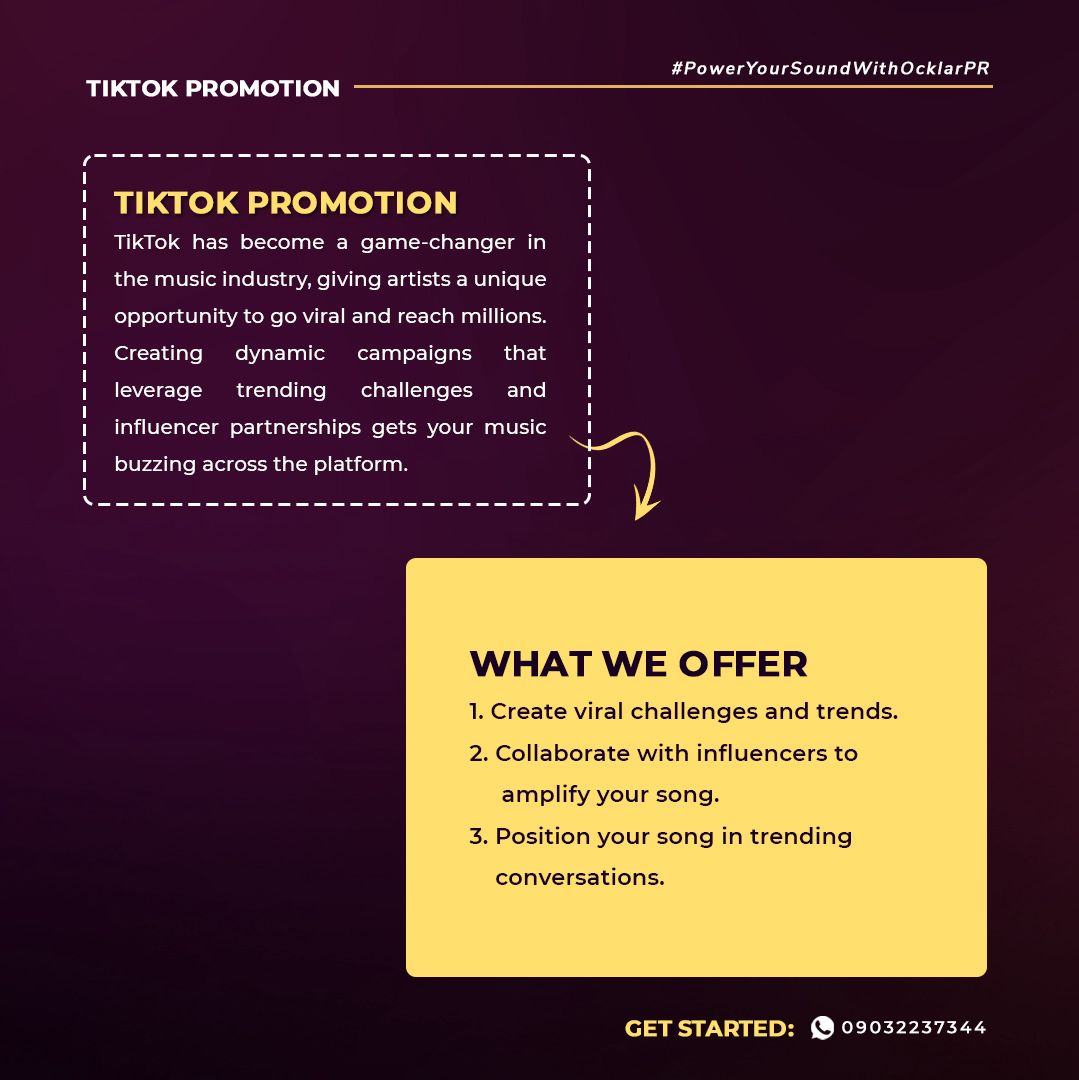 #PowerYourSoundWithOcklarPR
TIKTOK PROMOTION
TIKTOK PROMOTION
TikTok has become a game-changer in
the music industry, giving artists a unique
opportunity to go viral and reach millions.
Creating dynamic campaigns that
leverage trending challenges and
influencer partnerships gets your music
buzzing across the platform.
WHAT WE OFFER
1. Create viral challenges and trends.
2. Collaborate with influencers to
amplify your song.
3. Position your song in trending
conversations.
GET STARTED: 09032237344